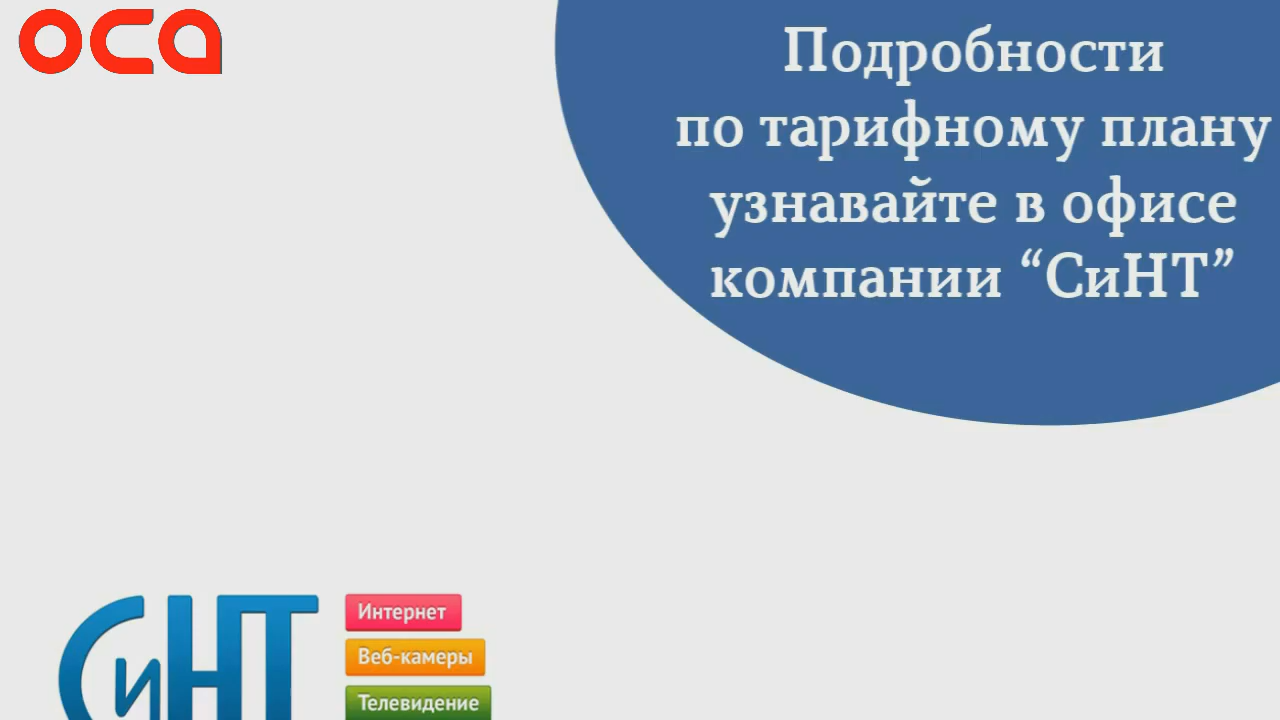 оса
Подробности
по тарифному плану
узнавайте в офисе
компании “СиНТ”
СиНТ
Интернет
Веб-камеры
Телевидение